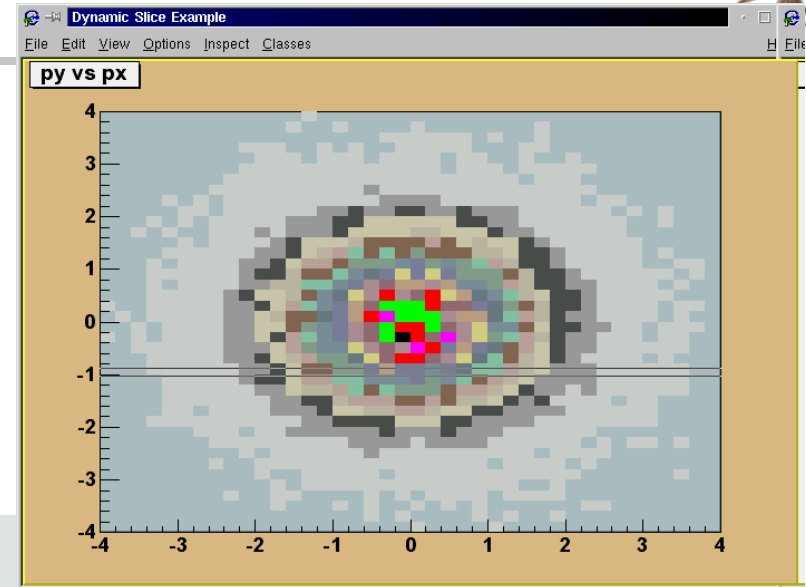 Dynamic Slice Example
File Edit View Options Inspect Classes H
File
py vs px
4
3
2
1
0
-1
-2
-3
-4
-4 -3 -2 -1 0 1 2 3 4